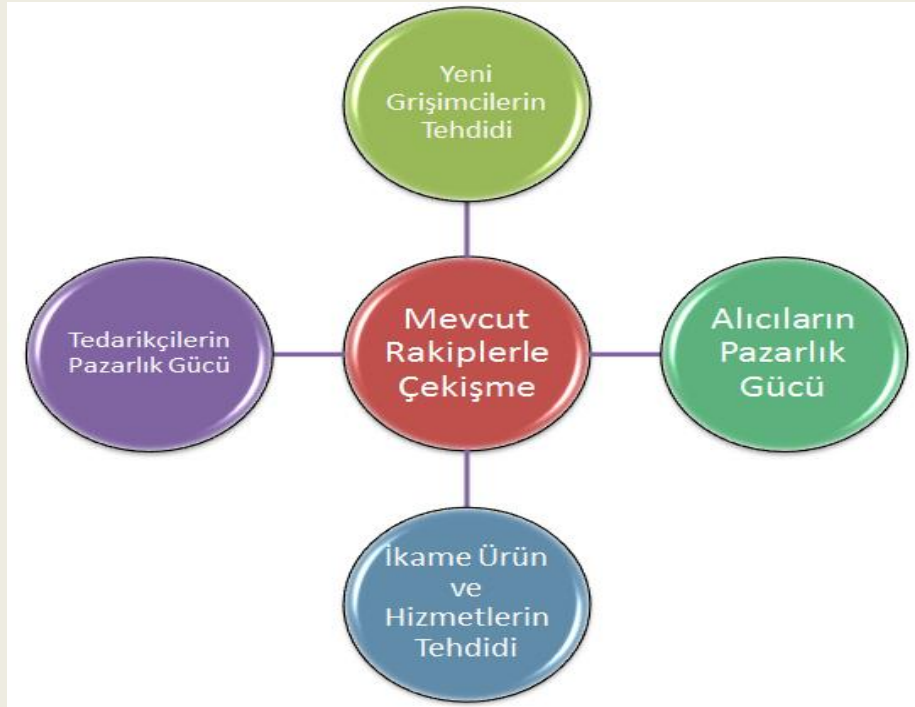 Yeni
Grişimcilerin
Tehdidi
Tedarikçilerin
Pazarlık Gücü
Mevcut
Rakiplerle
Çekişme
Alıcıların
Pazarlık
Gücü
İkame Ürün
ve
Hizmetlerin
Tehdidi